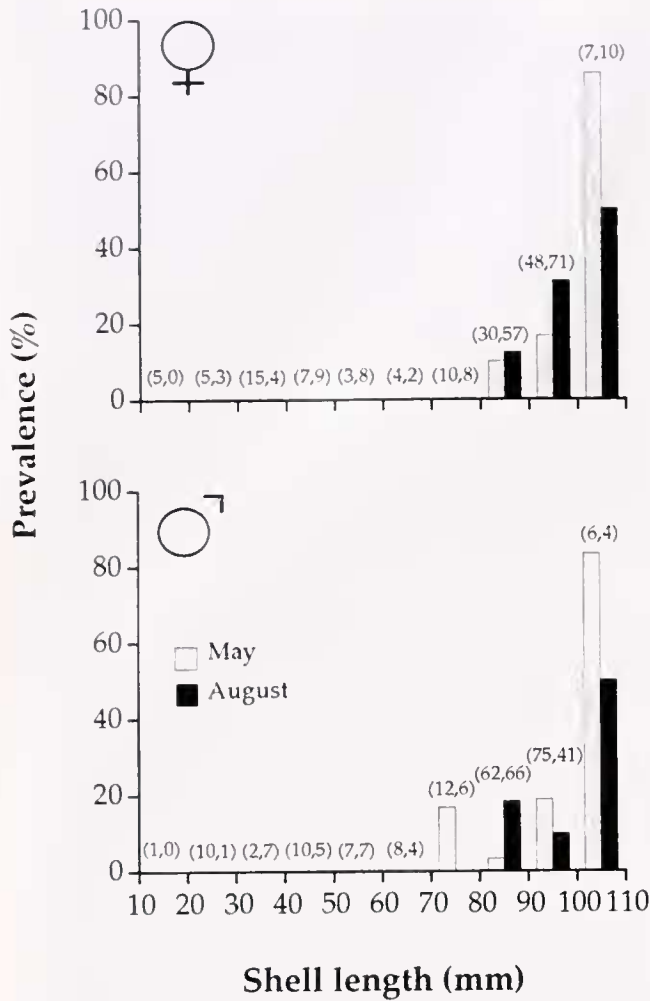 Prevalence (%)
100
80
60
40
20
0
(5,0) (5,3) (15,4) (7,9) (3,8) (4,2) (10,8) (30,57) (48,71) (7,10)
100
80
60
40
20
0
May
August
(1,0) (10,1) (2,7) (10,5) (7,7) (8,4) (12,6) (62,66) (75,41) (6,4)
10 20 30 40 50 60 70 80 90 100 110
Shell length (mm)